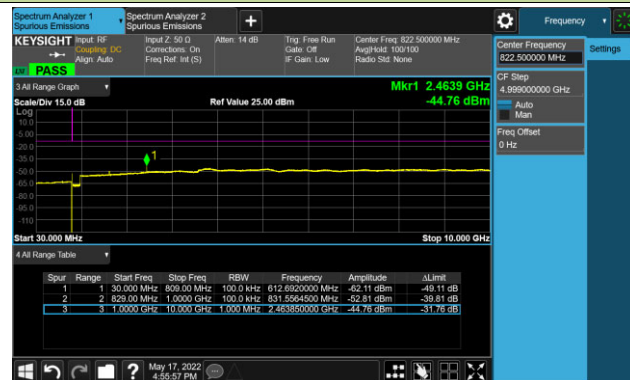 Spectrum Analyzer 1
Spurious Emissions
Spectrum Analyzer 2
Spurious Emissions
+
Frequency
KEYSIGHT
Input: RF
Coupling: DC
Align: Auto
Input Z: 50 Ω
Corrections: On
Freq Ref: Int (S)
Atten: 14 dB
Trig: Free Run
Gate: Off
IF Gain: Low
Center Freq: 822.500000 MHz
Avg|Hold: 100/100
Radio Std: None
PASS
Center Frequency
822.500000 MHz
Settings
CF Step
4.999000000 GHz
Auto
Man
Freq Offset
0 Hz
3 All Range Graph
Mkr1 2.4639 GHz
Scale/Div 15.0 dB
Ref Value 25.00 dBm
-44.76 dBm
Log
10.0
-5.00
-20.0
-35.0
-50.0
-65.0
-80.0
-95.0
-110
1
Start 30.000 MHz
Stop 10.000 GHz
4 All Range Table
Spur Range Start Freq Stop Freq RBW Frequency Amplitude ΔLimit
1 1 30.000 MHz 809.00 MHz 100.0 kHz 612.6920000 MHz -62.11 dBm -49.11 dB
2 2 829.00 MHz 1.0000 GHz 100.0 kHz 831.5564500 MHz -52.81 dBm -39.81 dB
3 3 1.0000 GHz 10.000 GHz 1.000 MHz 2.463850000 GHz -44.76 dBm -31.76 dB
?
May 17, 2022
4:55:57 PM